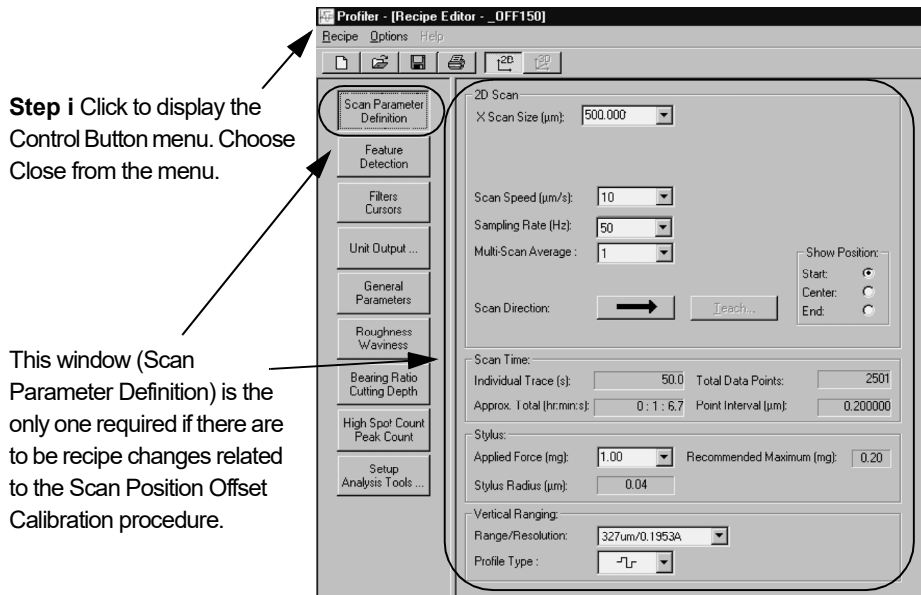 Profiler - [Recipe Editor - _OFF150]
Recipe Options Help
2D 3D
Step i Click to display the
Control Button menu. Choose
Close from the menu.
This window (Scan
Parameter Definition) is the
only one required if there are
to be recipe changes related
to the Scan Position Offset
Calibration procedure.
Scan Parameter
Definition
Feature
Detection
Filters
Cursors
Unit Output ...
General
Parameters
Roughness
Waviness
Bearing Ratio
Cutting Depth
High Spot Count
Peak Count
Setup
Analysis Tools ...
2D Scan
X Scan Size (µm): 500.000
Scan Speed (µm/s): 10
Sampling Rate (Hz): 50
Multi-Scan Average : 1
Scan Direction: Teach...
Show Position:
Start:
Center:
End:
Scan Time:
Individual Trace (s): 50.0 Total Data Points: 2501
Approx. Total (hr:min:s): 0 : 1 : 6.7 Point Interval (µm): 0.200000
Stylus:
Applied Force (mg): 1.00 Recommended Maximum (mg): 0.20
Stylus Radius (µm): 0.04
Vertical Ranging:
Range/Resolution: 327um/0.1953A
Profile Type :